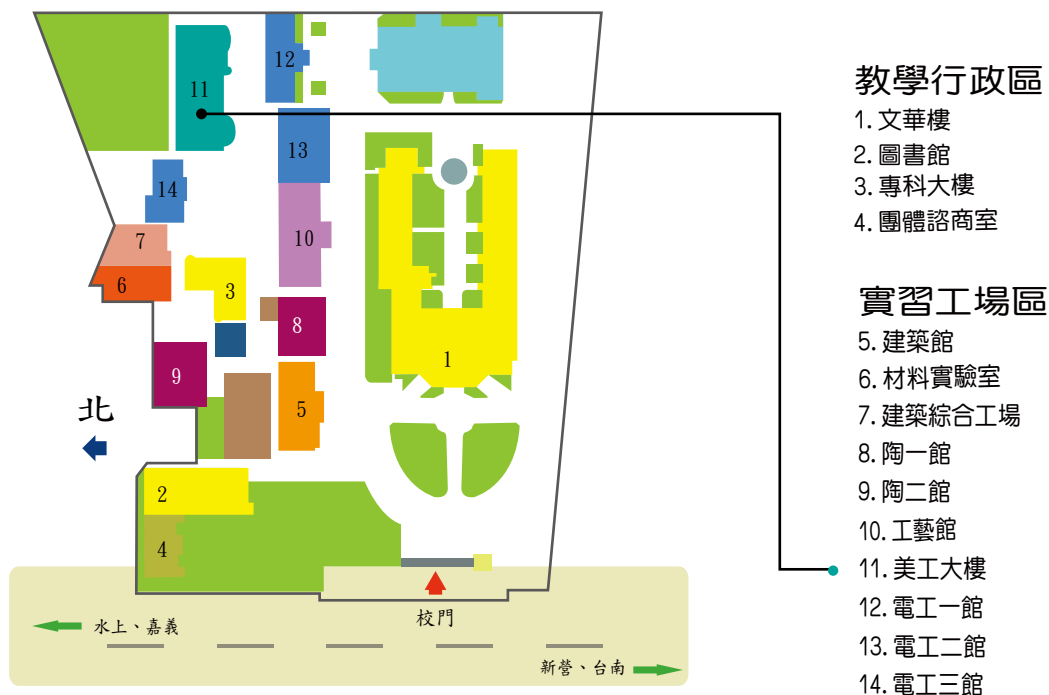 12
11
13
14
7
10
6
3
8
1
9
5
北
2
4
校門
水上、嘉義
新營、台南
教學行政區
1. 文華樓
2. 圖書館
3. 專科大樓
4. 團體諮商室
實習工場區
5. 建築館
6. 材料實驗室
7. 建築綜合工場
8. 陶一館
9. 陶二館
10. 工藝館
11. 美工大樓
12. 電工一館
13. 電工二館
14. 電工三館